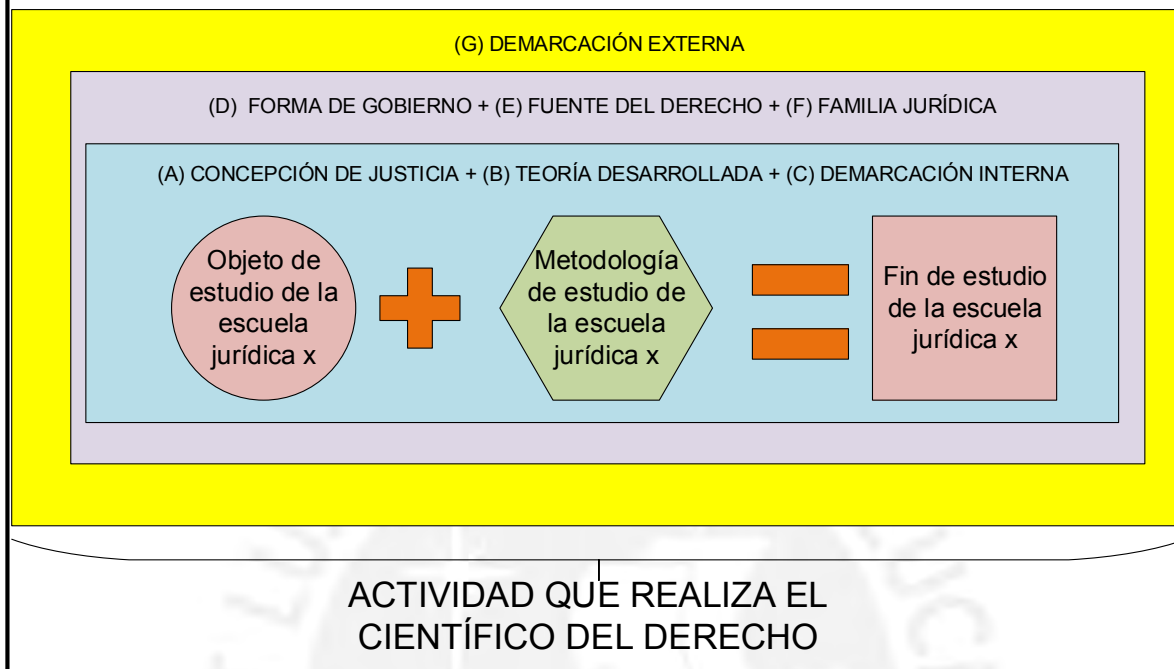 (G) DEMARCACIÓN EXTERNA
(D) FORMA DE GOBIERNO + (E) FUENTE DEL DERECHO + (F) FAMILIA JURÍDICA
(A) CONCEPCIÓN DE JUSTICIA + (B) TEORÍA DESARROLLADA + (C) DEMARCACIÓN INTERNA
Objeto de
estudio de la
escuela
jurídica x
Metodología
de estudio de
la escuela
jurídica x
Fin de estudio
de la escuela
jurídica x
ACTIVIDAD QUE REALIZA EL
CIENTÍFICO DEL DERECHO